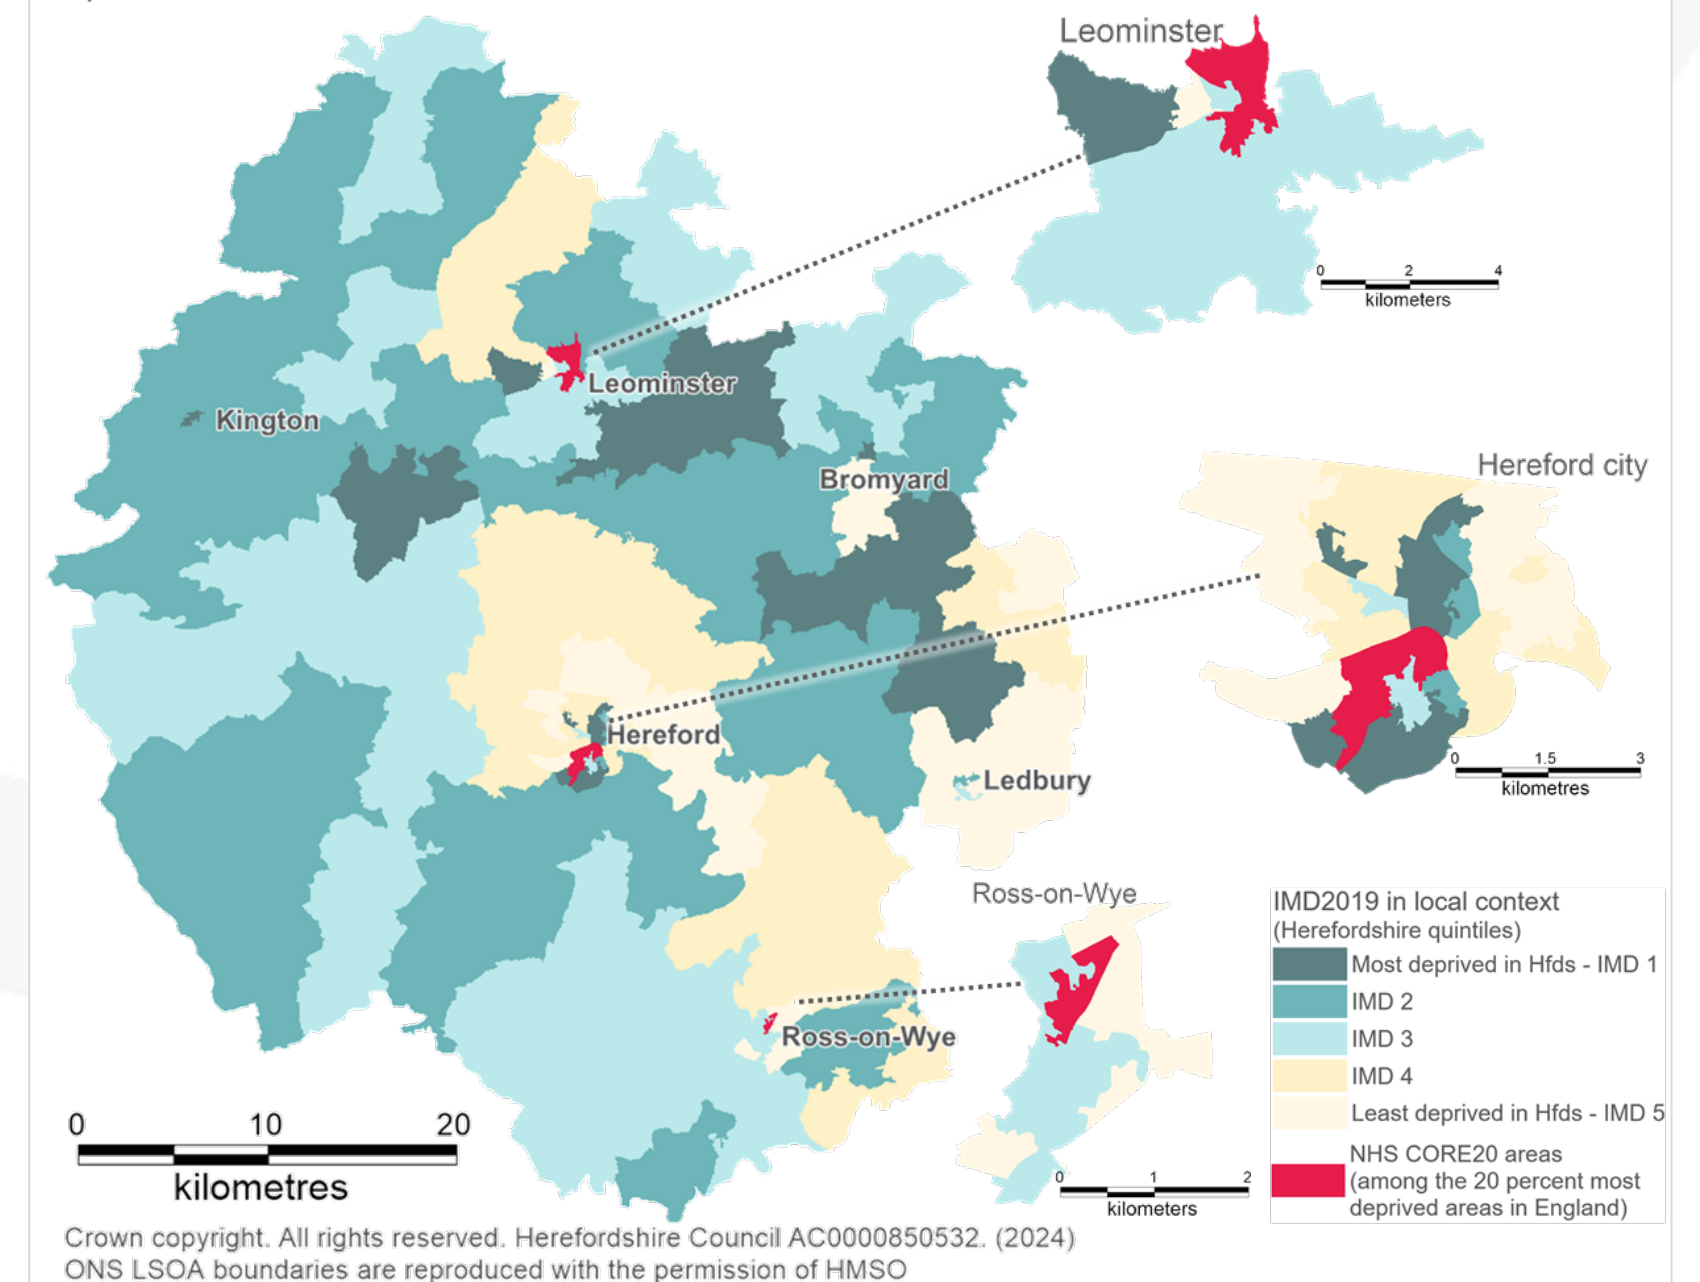 Leominster
0 2 4
kilometers
Leominster
Kington
Bromyard
Hereford city
Hereford
0 1.5 3
kilometres
Ledbury
Ross-on-Wye
Ross-on-Wye
0 1 2
kilometers
IMD2019 in local context
(Herefordshire quintiles)
Most deprived in Hfds - IMD 1
IMD 2
IMD 3
IMD 4
Least deprived in Hfds - IMD 5
NHS CORE20 areas
(among the 20 percent most
deprived areas in England)
0 10 20
kilometres
Crown copyright. All rights reserved. Herefordshire Council AC0000850532. (2024)
ONS LSOA boundaries are reproduced with the permission of HMSO